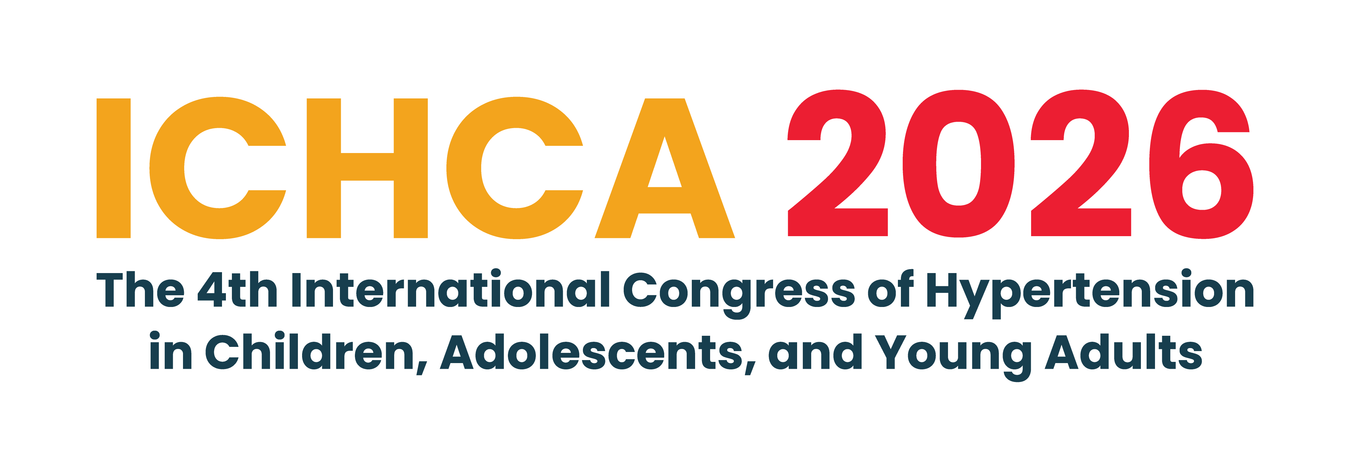 ICHCA 2026
The 4th International Congress of Hypertension
in Children, Adolescents, and Young Adults